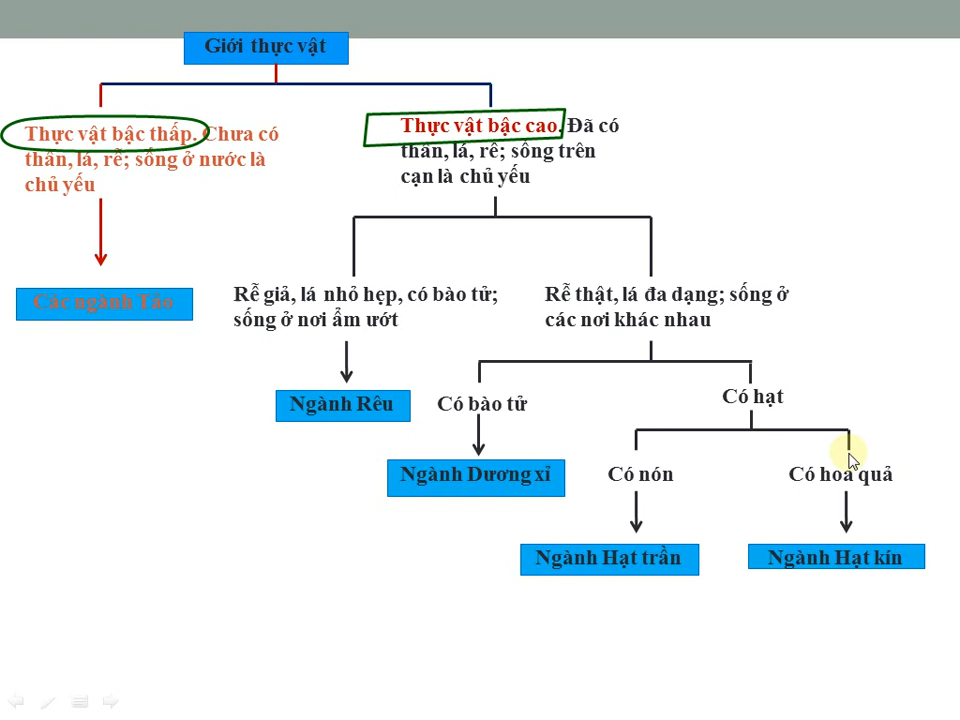 Giới thực vật
Thực vật bậc thấp. Chưa có
thân, lá, rễ; sống ở nước là
chủ yếu
Thực vật bậc cao. Đã có
thân, lá, rễ; sống trên
cạn là chủ yếu
Các ngành Tảo
Rễ giả, lá nhỏ hẹp, có bào tử;
sống ở nơi ẩm ướt
Rễ thật, lá đa dạng; sống ở
các nơi khác nhau
Ngành Rêu
Có bào tử
Có hạt
Ngành Dương xỉ
Có nón
Có hoa quả
Ngành Hạt trần
Ngành Hạt kín